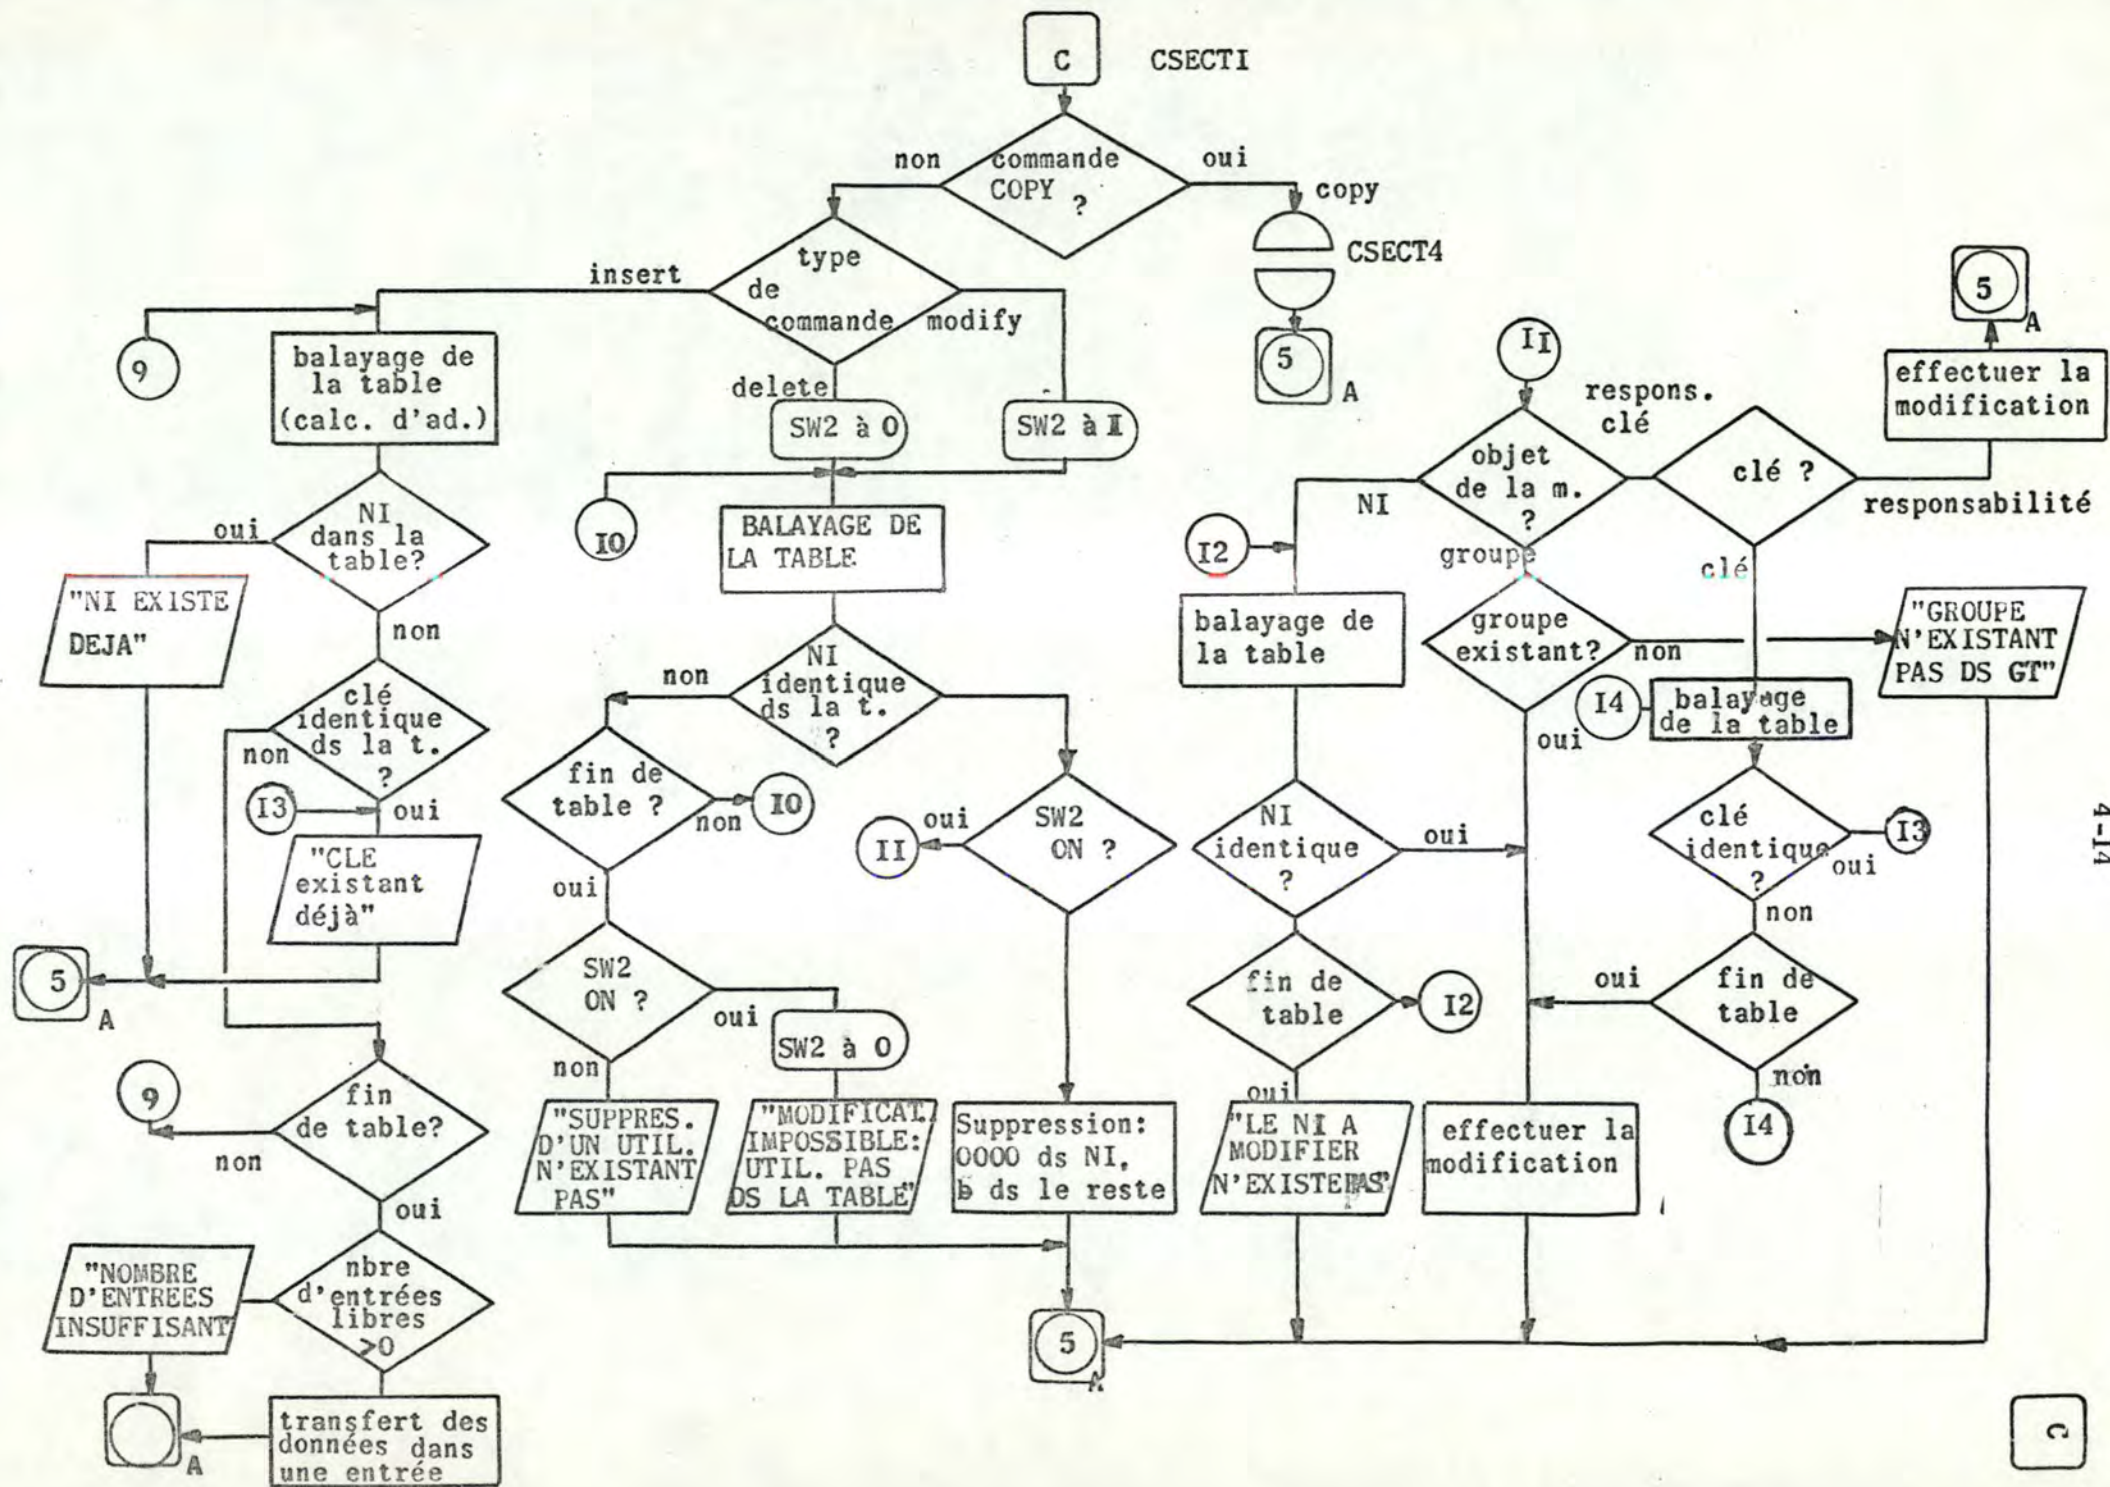 C
CSECTI
commande
COPY
?
non
oui
copy
CSECT4
5
A
type
de
commande
insert
modify
delete
SW2 à O
SW2 à I
9
balayage de
la table
(calc. d'ad.)
NI
dans la
table?
oui
non
"NI EXISTE
DEJA"
clé
identique
ds la t.
?
non
I3
oui
"CLE
existant
déjà"
5
A
9
fin
de table?
non
oui
nbre
d'entrées
libres
>0
"NOMBRE
D'ENTREES
INSUFFISANT"
A
transfert des
données dans
une entrée
IO
BALAYAGE DE
LA TABLE
NI
identique
ds la t.
?
non
fin de
table ?
non
IO
oui
SW2
ON ?
oui
SW2 à O
non
"SUPPRES.
D'UN UTIL.
N'EXISTANT
PAS"
"MODIFICAT.
IMPOSSIBLE:
UTIL. PAS
DS LA TABLE"
SW2
ON ?
oui
II
Suppression:
0000 ds NI,
b ds le reste
5
A
II
objet
de la m.
?
NI
groupe
respons.
clé
clé ?
responsabilité
clé
effectuer la
modification
5
A
I2
balayage de
la table
NI
identique
?
oui
fin de
table
I2
oui
"LE NI A
MODIFIER
N'EXISTE PAS"
groupe
existant?
non
oui
"GROUPE
N'EXISTANT
PAS DS GT"
I4
balayage
de la table
clé
identique
?
oui
I3
non
fin de
table
oui
non
I4
effectuer la
modification
4-I4
C